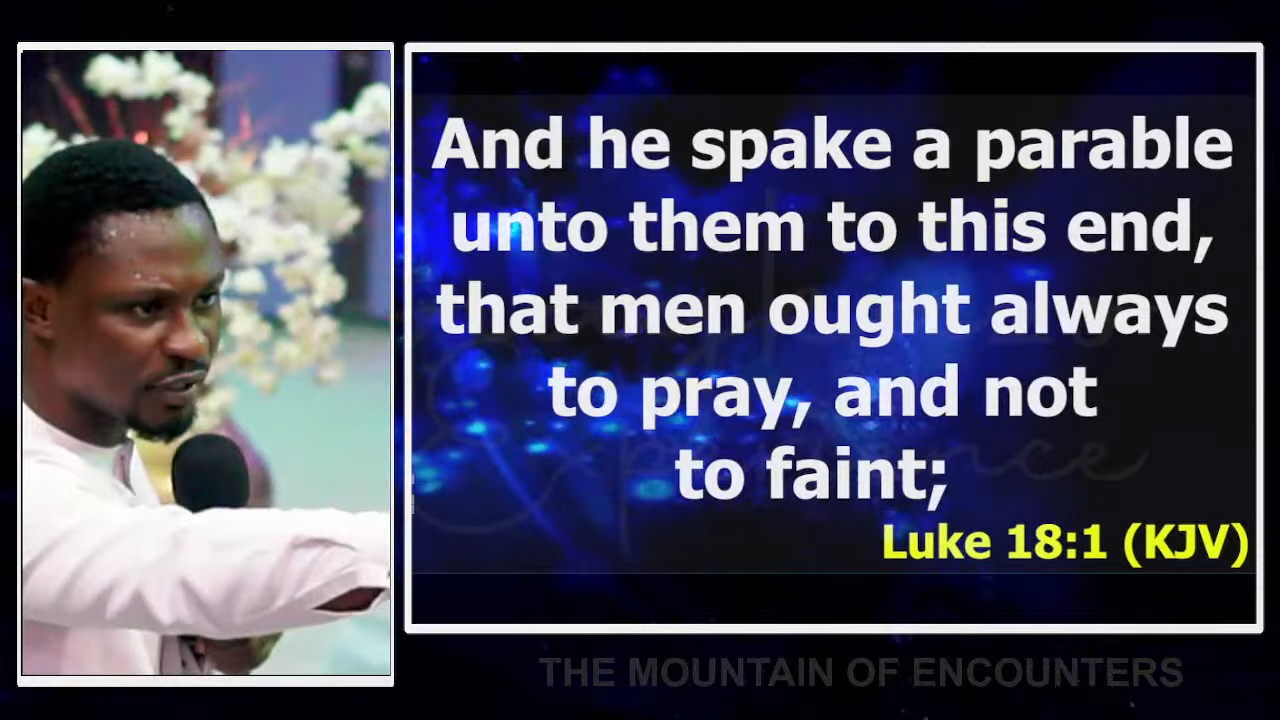 And he spake a parable
unto them to this end,
that men ought always
to pray, and not
to faint;
Luke 18:1 (KJV)
THE MOUNTAIN OF ENCOUNTERS